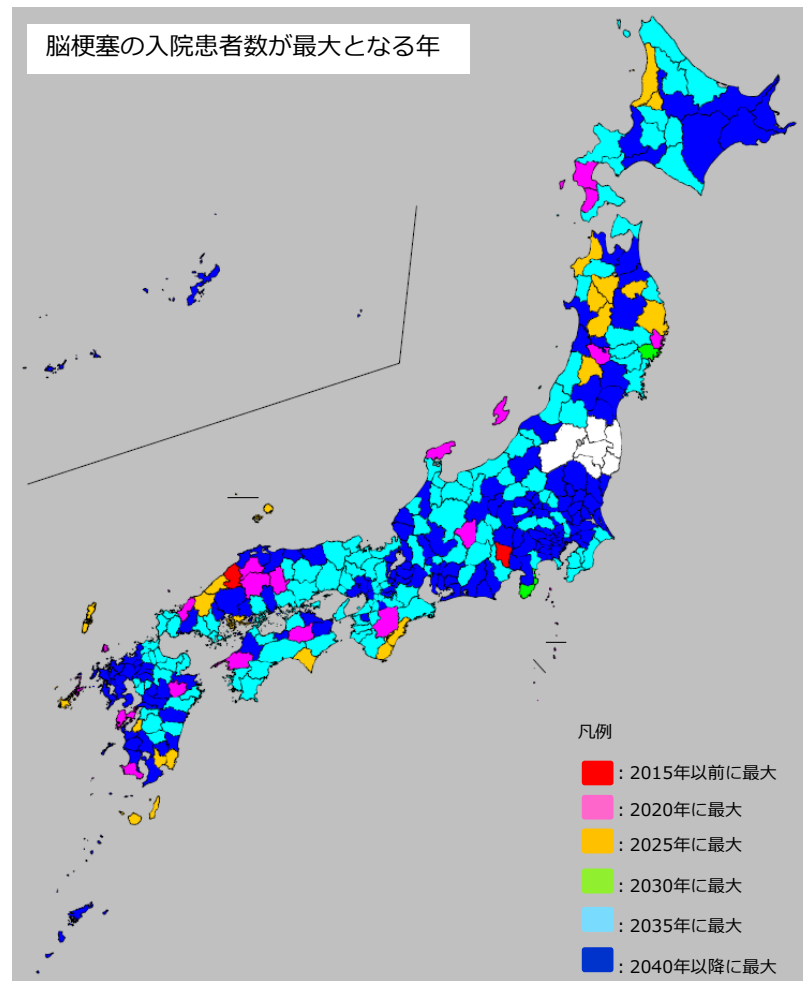 脳梗塞の入院患者数が最大となる年
凡例
：2015年以前に最大
：2020年に最大
：2025年に最大
：2030年に最大
：2035年に最大
：2040年以降に最大